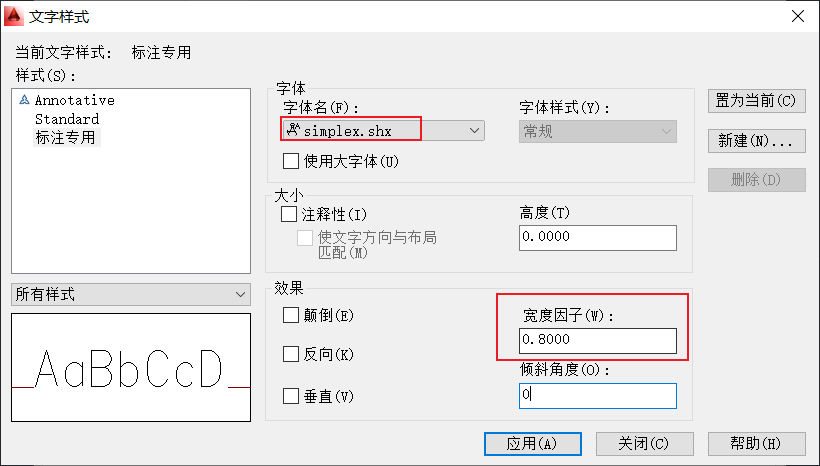 文字样式
当前文字样式: 标注专用
样式(S):
Annotative
Standard
标注专用
所有样式
AaBbCcD
字体
字体名(F):
simplex.shx
字体样式(Y):
常规
使用大字体(U)
大小
注释性(I)
使文字方向与布局
匹配(M)
高度(T)
0.0000
效果
颠倒(E)
反向(K)
垂直(V)
宽度因子(W):
0.8000
倾斜角度(O):
0
置为当前(C)
新建(N)...
删除(D)
应用(A)
关闭(C)
帮助(H)